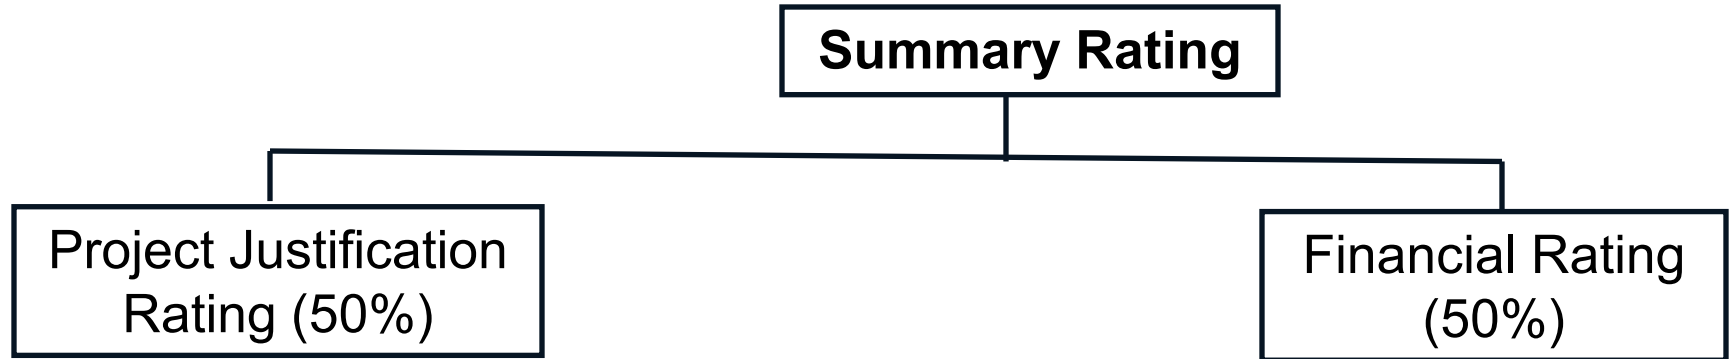 Summary Rating
Project Justification
Rating (50%)
Financial Rating
(50%)